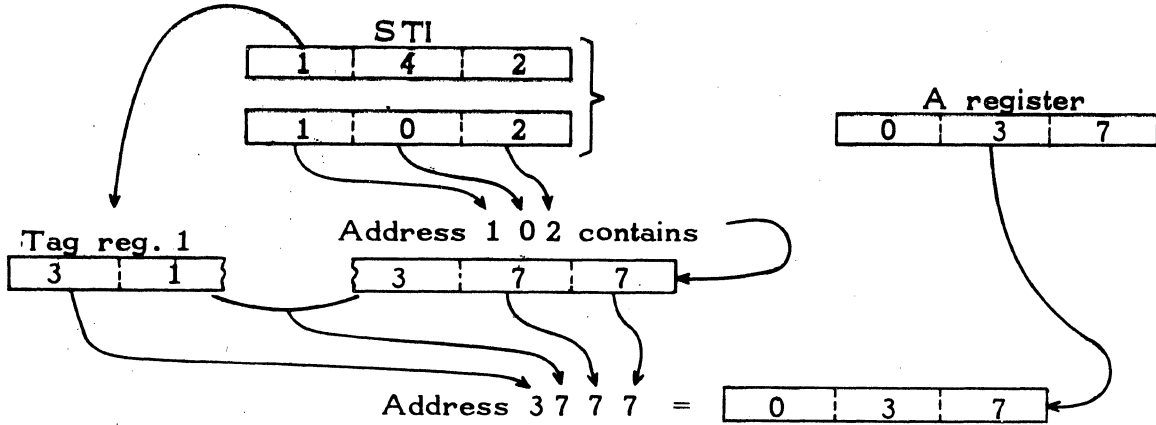 STI
1 4 2
A register
1 0 2
0 3 7
Address 1 0 2 contains
Tag reg. 1
3 1
3 7 7
Address 3 7 7 7 = 0 3 7